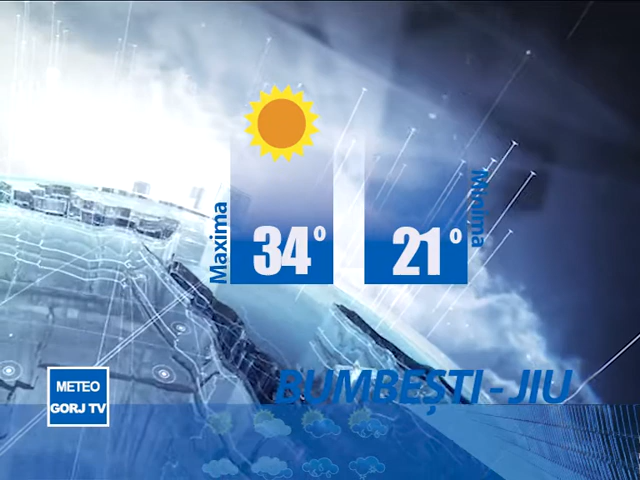 Maxima
34°
21°
Minima
BUMBEȘTI - JIU
METEO
GORJ TV